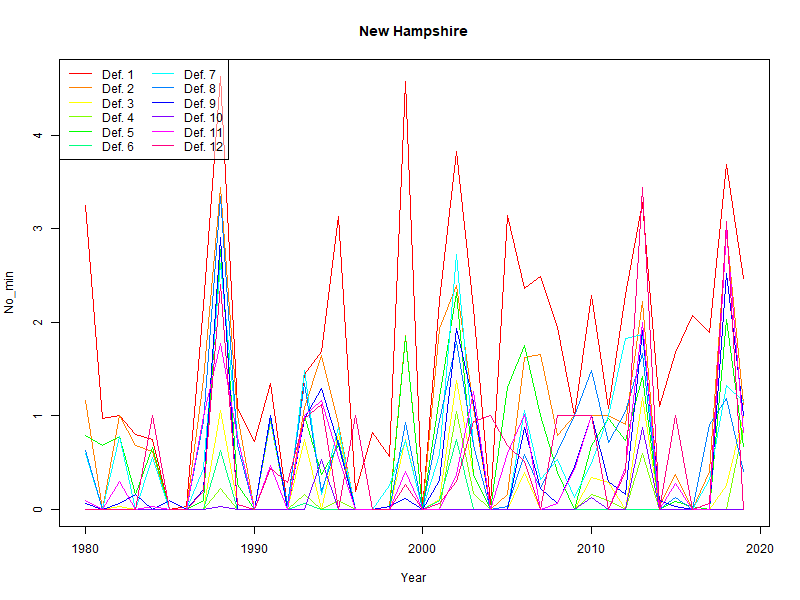 New Hampshire
Def. 1 Def. 7
Def. 2 Def. 8
Def. 3 Def. 9
Def. 4 Def. 10
Def. 5 Def. 11
Def. 6 Def. 12
No_min
4
3
2
1
0
1980 1990 2000 2010 2020
Year